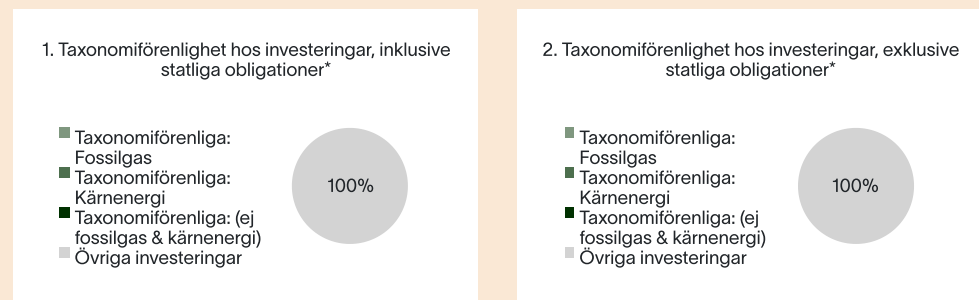 1. Taxonomiförenlighet hos investeringar, inklusive
statliga obligationer*
Taxonomiförenliga:
Fossilgas
Taxonomiförenliga:
Kärnenergi
Taxonomiförenliga: (ej
fossilgas & kärnenergi)
Övriga investeringar
100%
2. Taxonomiförenlighet hos investeringar, exklusive
statliga obligationer*
Taxonomiförenliga:
Fossilgas
Taxonomiförenliga:
Kärnenergi
Taxonomiförenliga: (ej
fossilgas & kärnenergi)
Övriga investeringar
100%